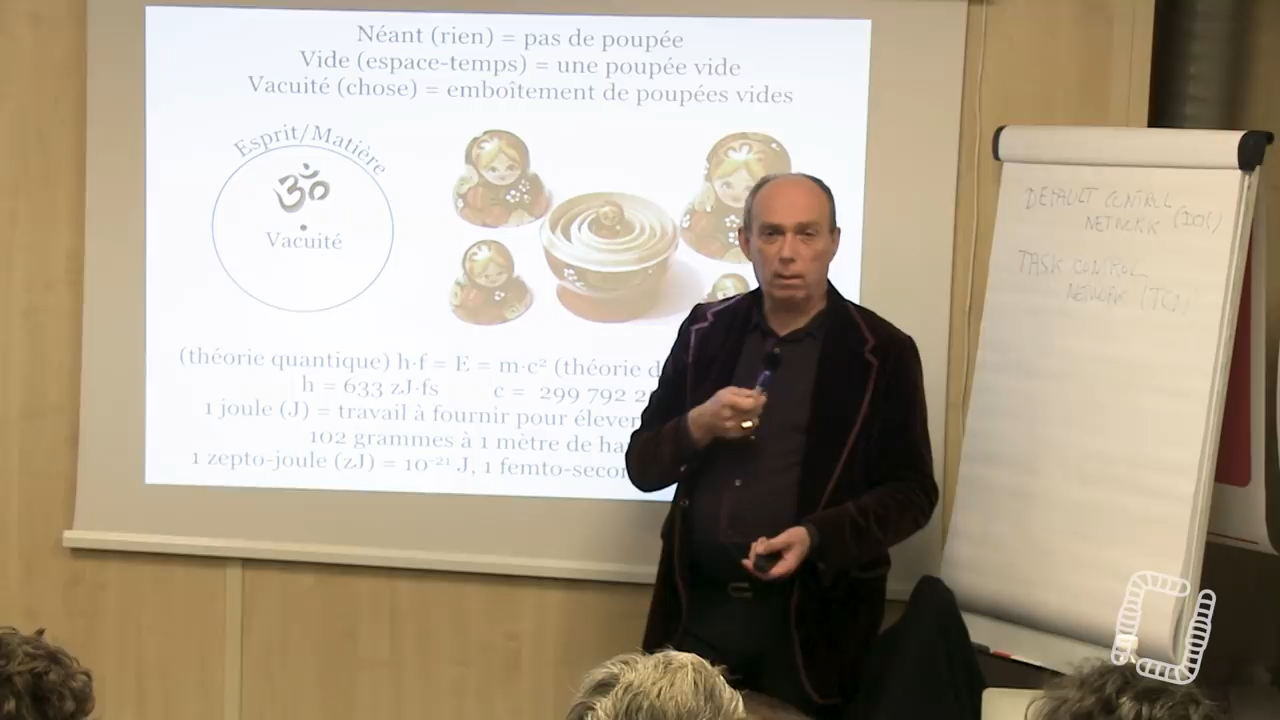 Néant (rien) = pas de poupée
Vide (espace-temps) = une poupée vide
Vacuité (chose) = emboîtement de poupées vides
Esprit/Matière
ॐ
Vacuité
(théorie quantique) h·f = E = m·c² (théorie d
h = 633 zJ·fs c = 299 792 2
1 joule (J) = travail à fournir pour élever
102 grammes à 1 mètre de ha
1 zepto-joule (zJ) = 10⁻²¹ J, 1 femto-secon
DEFAULT CONTROL
NETWORK
TASK CONTROL
NETWORK (TCN